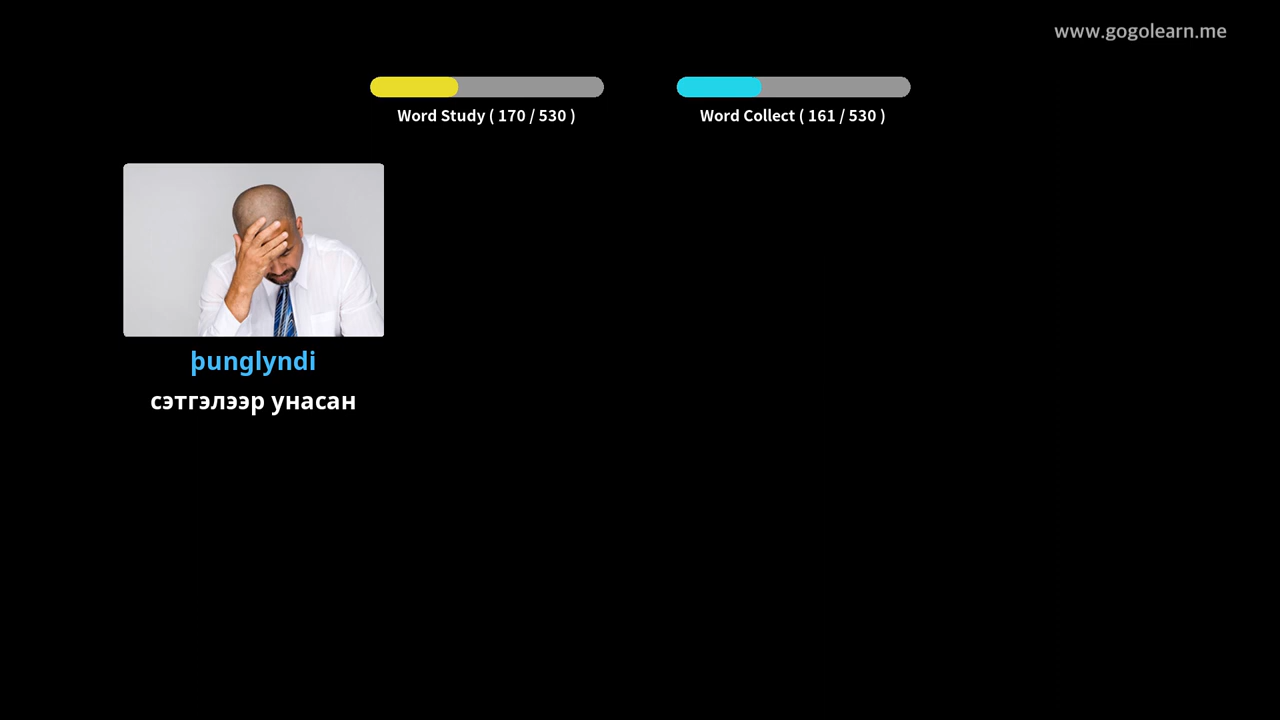 www.gogolearn.me
Word Study ( 170 / 530 )
Word Collect ( 161 / 530 )
þunglyndi
сэтгэлээр унасан